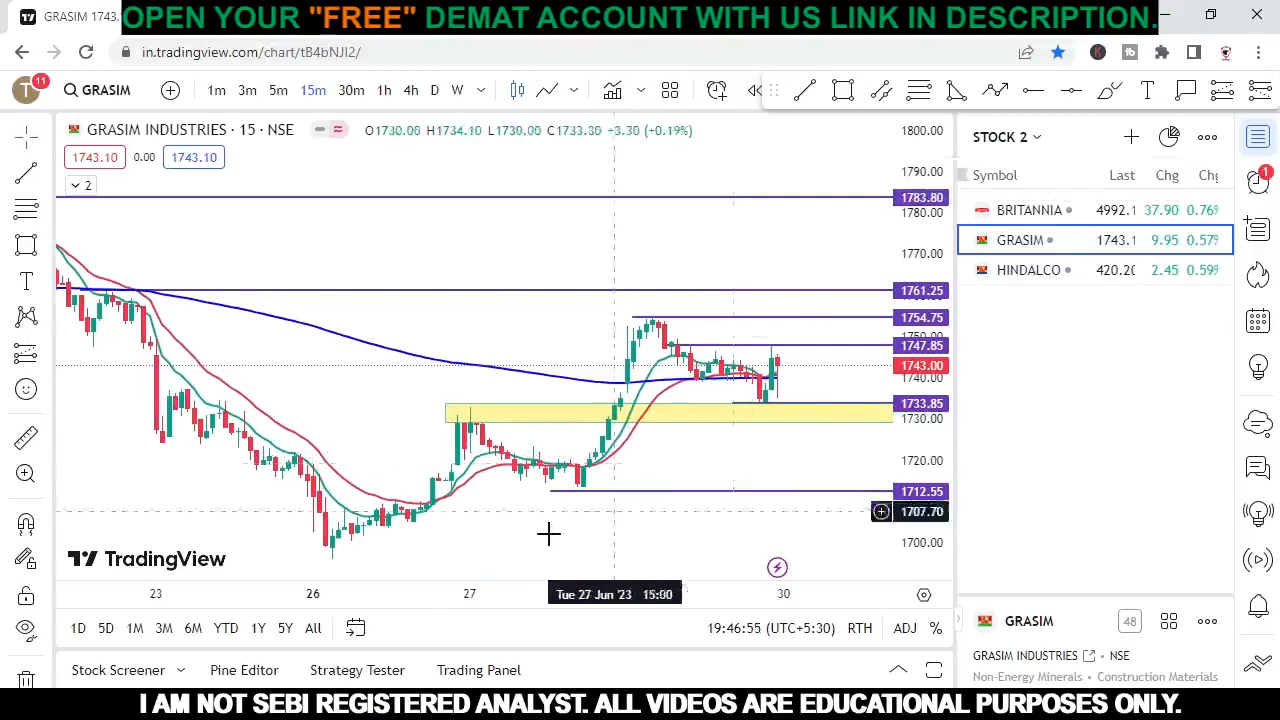 OPEN YOUR "FREE" DEMAT ACCOUNT WITH US LINK IN DESCRIPTION.
GRASIM 1743.1
in.tradingview.com/chart/tB4bNJI2/
T 11 GRASIM 1m 3m 5m 15m 30m 1h 4h D W
GRASIM INDUSTRIES · 15 · NSE O1730.00 H1734.10 L1730.00 C1733.30 +3.30 (+0.19%)
1743.10 0.00 1743.10
2
1800.00
1790.00
1783.80
1780.00
1770.00
1761.25
1754.75
1750.00
1747.85
1743.00
1740.00
1733.85
1730.00
1720.00
1712.55
1707.70
1700.00
TradingView
23 26 27 Tue 27 Jun '23 15:00 30
1D 5D 1M 3M 6M YTD 1Y 5Y All 19:46:55 (UTC+5:30) RTH ADJ %
Stock Screener Pine Editor Strategy Tester Trading Panel
STOCK 2
Symbol Last Chg
BRITANNIA 4992.1 37.90 0.76%
GRASIM 1743.1 9.95 0.57%
HINDALCO 420.20 2.45 0.59%
1
GRASIM 48
GRASIM INDUSTRIES · NSE
Non-Energy Minerals · Construction Materials
I AM NOT SEBI REGISTERED ANALYST. ALL VIDEOS ARE EDUCATIONAL PURPOSES ONLY.